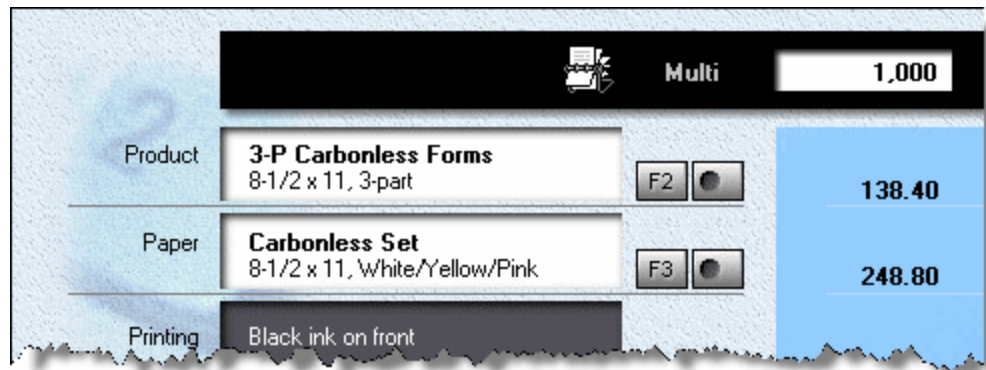 Multi 1,000
Product
3-P Carbonless Forms
8-1/2 x 11, 3-part
F2
138.40
Paper
Carbonless Set
8-1/2 x 11, White/Yellow/Pink
F3
248.80
Printing
Black ink on front
2